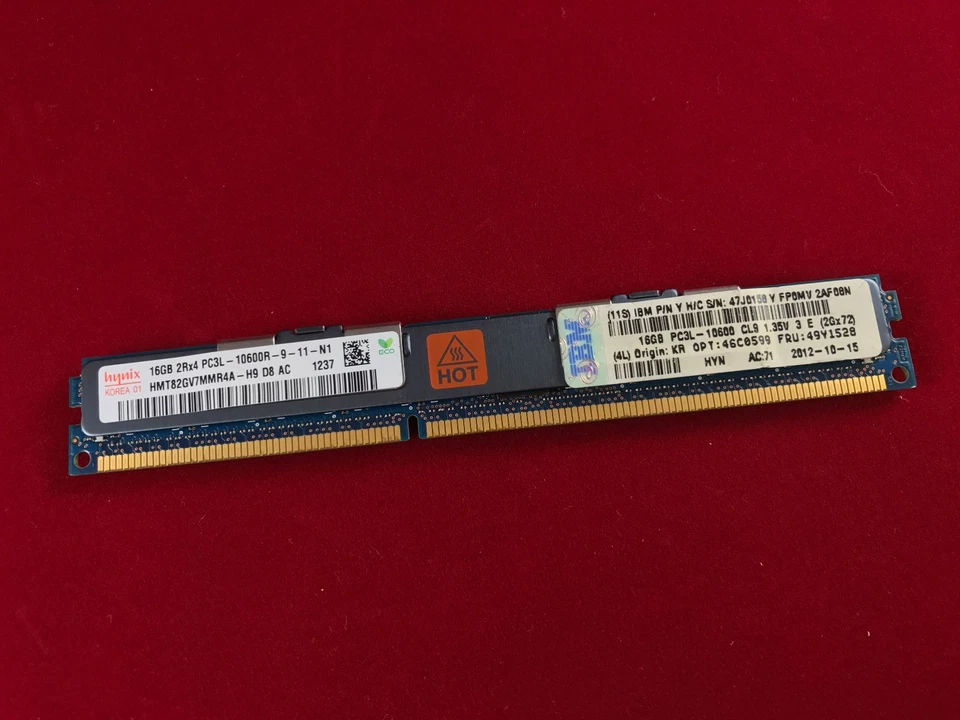 hynix
KOREA 01
16GB 2Rx4 PC3L-10600R-9-11-N1
HMT82GV7MMR4A-H9 D8 AC 1237
ECO
HOT
IBM
(11S) IBM P/N Y H/C S/N: 47J0158 Y FP0MV 2AF08N
16GB PC3L-10600 CL9 1.35V 3 E (2Gx72)
(4L) Origin: KR OPT:46C0599 FRU:49Y1528
HYN AC:71 2012-10-15